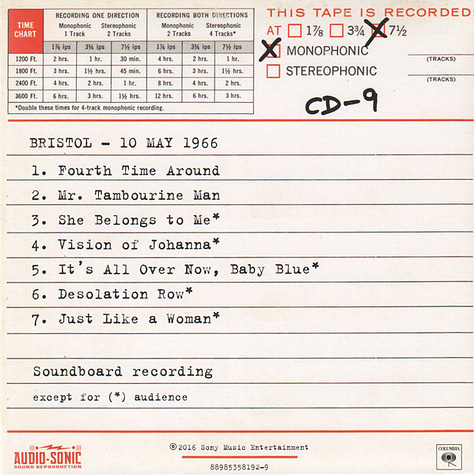 TIME CHART
RECORDING ONE DIRECTION
RECORDING BOTH DIRECTIONS
Monophonic 1 Track
Stereophonic 2 Tracks
Monophonic 2 Tracks
Stereophonic 4 Tracks*
1⅞ ips 3¾ ips 7½ ips 1⅞ ips 3¾ ips 7½ ips
1200 Ft. 2 hrs. 1 hr. 30 min. 4 hrs. 2 hrs. 1 hr.
1800 Ft. 3 hrs. 1½ hrs. 45 min. 6 hrs. 3 hrs. 1½ hrs.
2400 Ft. 4 hrs. 2 hrs. 1 hr. 8 hrs. 4 hrs. 2 hrs.
3600 Ft. 6 hrs. 3 hrs. 1½ hrs. 12 hrs. 6 hrs. 3 hrs.
*Double these times for 4-track monophonic recording.
THIS TAPE IS RECORDED
AT 1⅞ 3¾ X 7½
X MONOPHONIC (TRACKS)
STEREOPHONIC (TRACKS)
CD-9
BRISTOL - 10 MAY 1966
1. Fourth Time Around
2. Mr. Tambourine Man
3. She Belongs to Me*
4. Vision of Johanna*
5. It's All Over Now, Baby Blue*
6. Desolation Row*
7. Just Like a Woman*
Soundboard recording
except for (*) audience
AUDIO-SONIC
SOUND REPRODUCTION
©2016 Sony Music Entertainment
88985358192-9
COLUMBIA